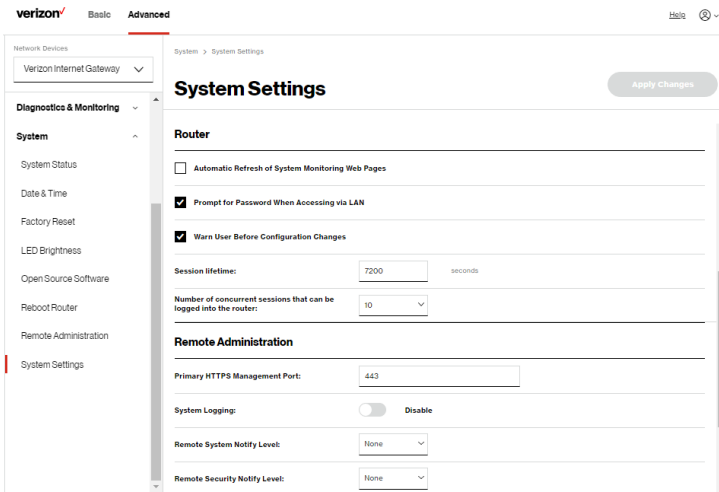 verizon✓
Basic
Advanced
Help
Network Devices
Verizon Internet Gateway
Diagnostics & Monitoring
System
System Status
Date & Time
Factory Reset
LED Brightness
Open Source Software
Reboot Router
Remote Administration
System Settings
System > System Settings
System Settings
Apply Changes
Router
Automatic Refresh of System Monitoring Web Pages
Prompt for Password When Accessing via LAN
Warn User Before Configuration Changes
Session lifetime: 7200 seconds
Number of concurrent sessions that can be
logged into the router: 10
Remote Administration
Primary HTTPS Management Port: 443
System Logging: Disable
Remote System Notify Level: None
Remote Security Notify Level: None